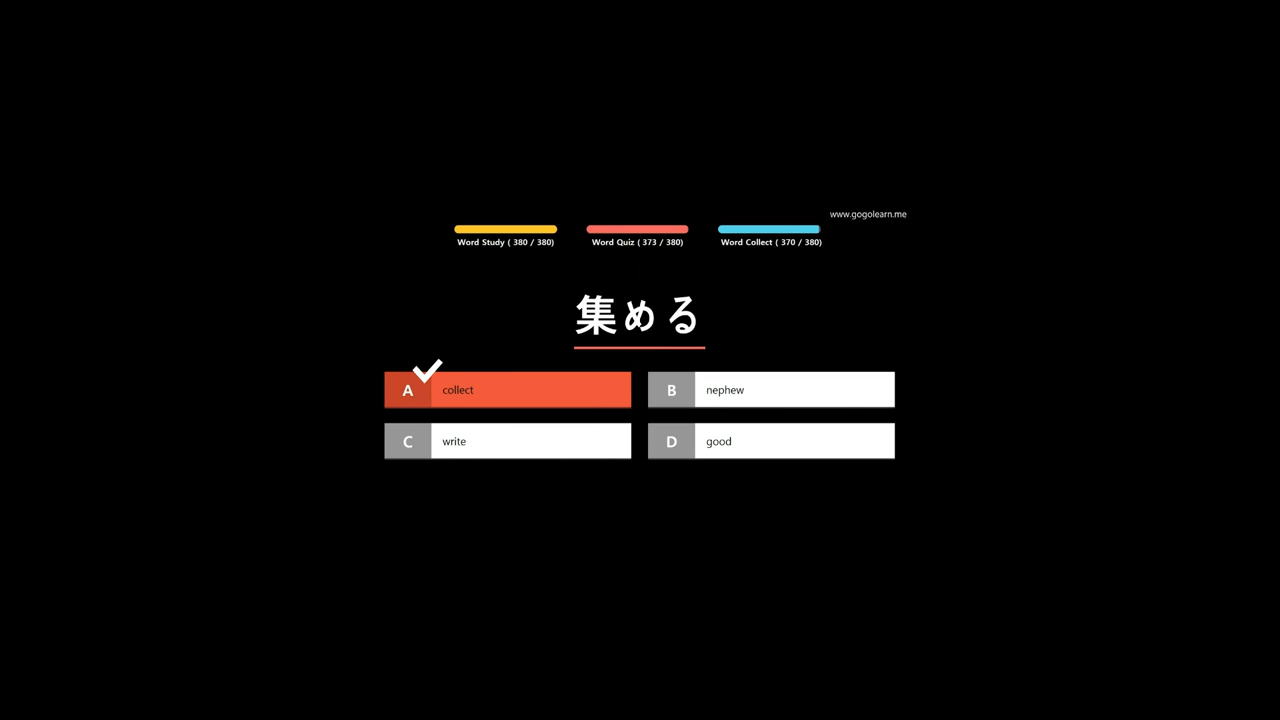 www.gogolearn.me
Word Study ( 380 / 380)
Word Quiz ( 373 / 380)
Word Collect ( 370 / 380)
集める
A collect
B nephew
C write
D good